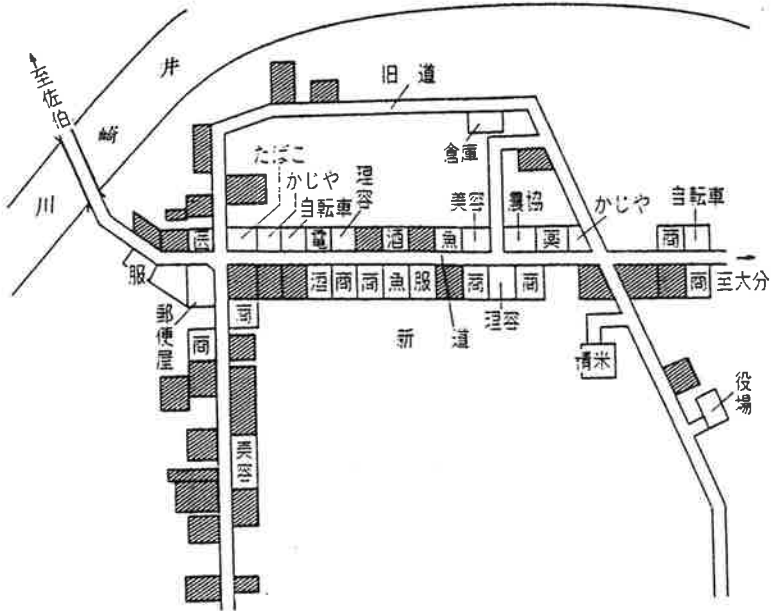 井崎川
至佐伯
旧道
倉庫
たばこ
かじや
自転車
理容
美容
農協
かじや
自転車
電
酒
魚
薬
商
服
郵便屋
商
商
酒
商
商
魚
服
商
理容
商
商
至大分
新道
精米
役場
美容